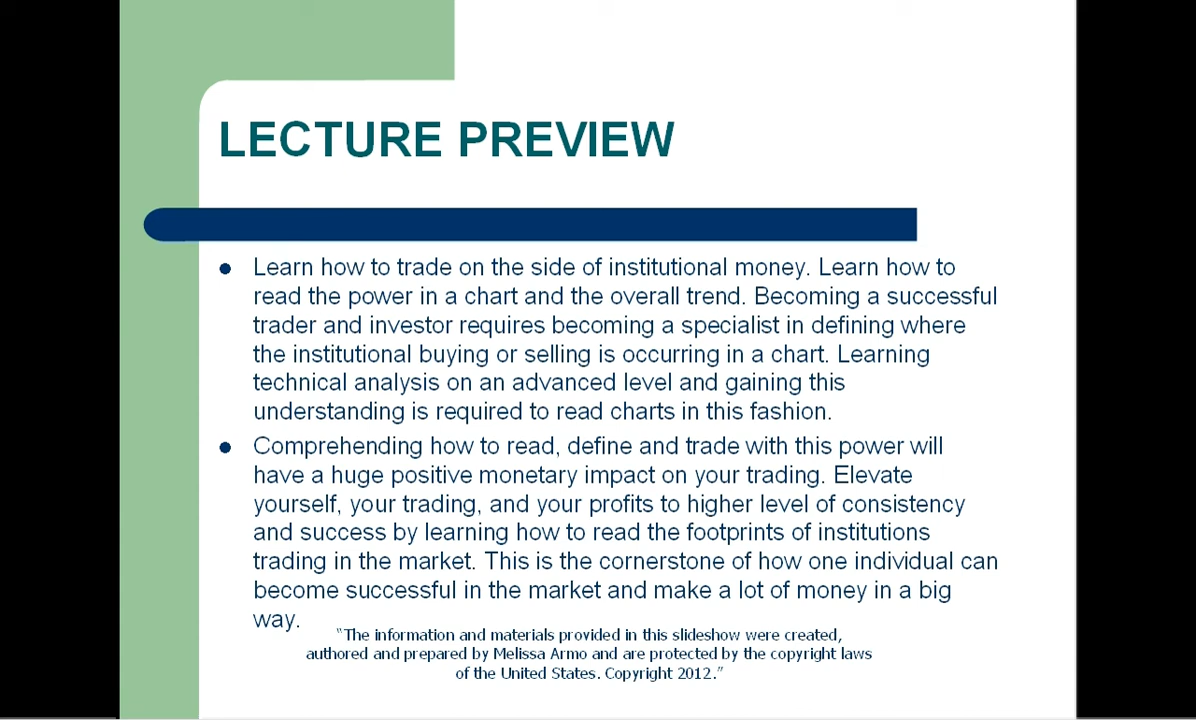 LECTURE PREVIEW
Learn how to trade on the side of institutional money. Learn how to
read the power in a chart and the overall trend. Becoming a successful
trader and investor requires becoming a specialist in defining where
the institutional buying or selling is occurring in a chart. Learning
technical analysis on an advanced level and gaining this
understanding is required to read charts in this fashion.
Comprehending how to read, define and trade with this power will
have a huge positive monetary impact on your trading. Elevate
yourself, your trading, and your profits to higher level of consistency
and success by learning how to read the footprints of institutions
trading in the market. This is the cornerstone of how one individual can
become successful in the market and make a lot of money in a big
way.
"The information and materials provided in this slideshow were created,
authored and prepared by Melissa Armo and are protected by the copyright laws
of the United States. Copyright 2012."